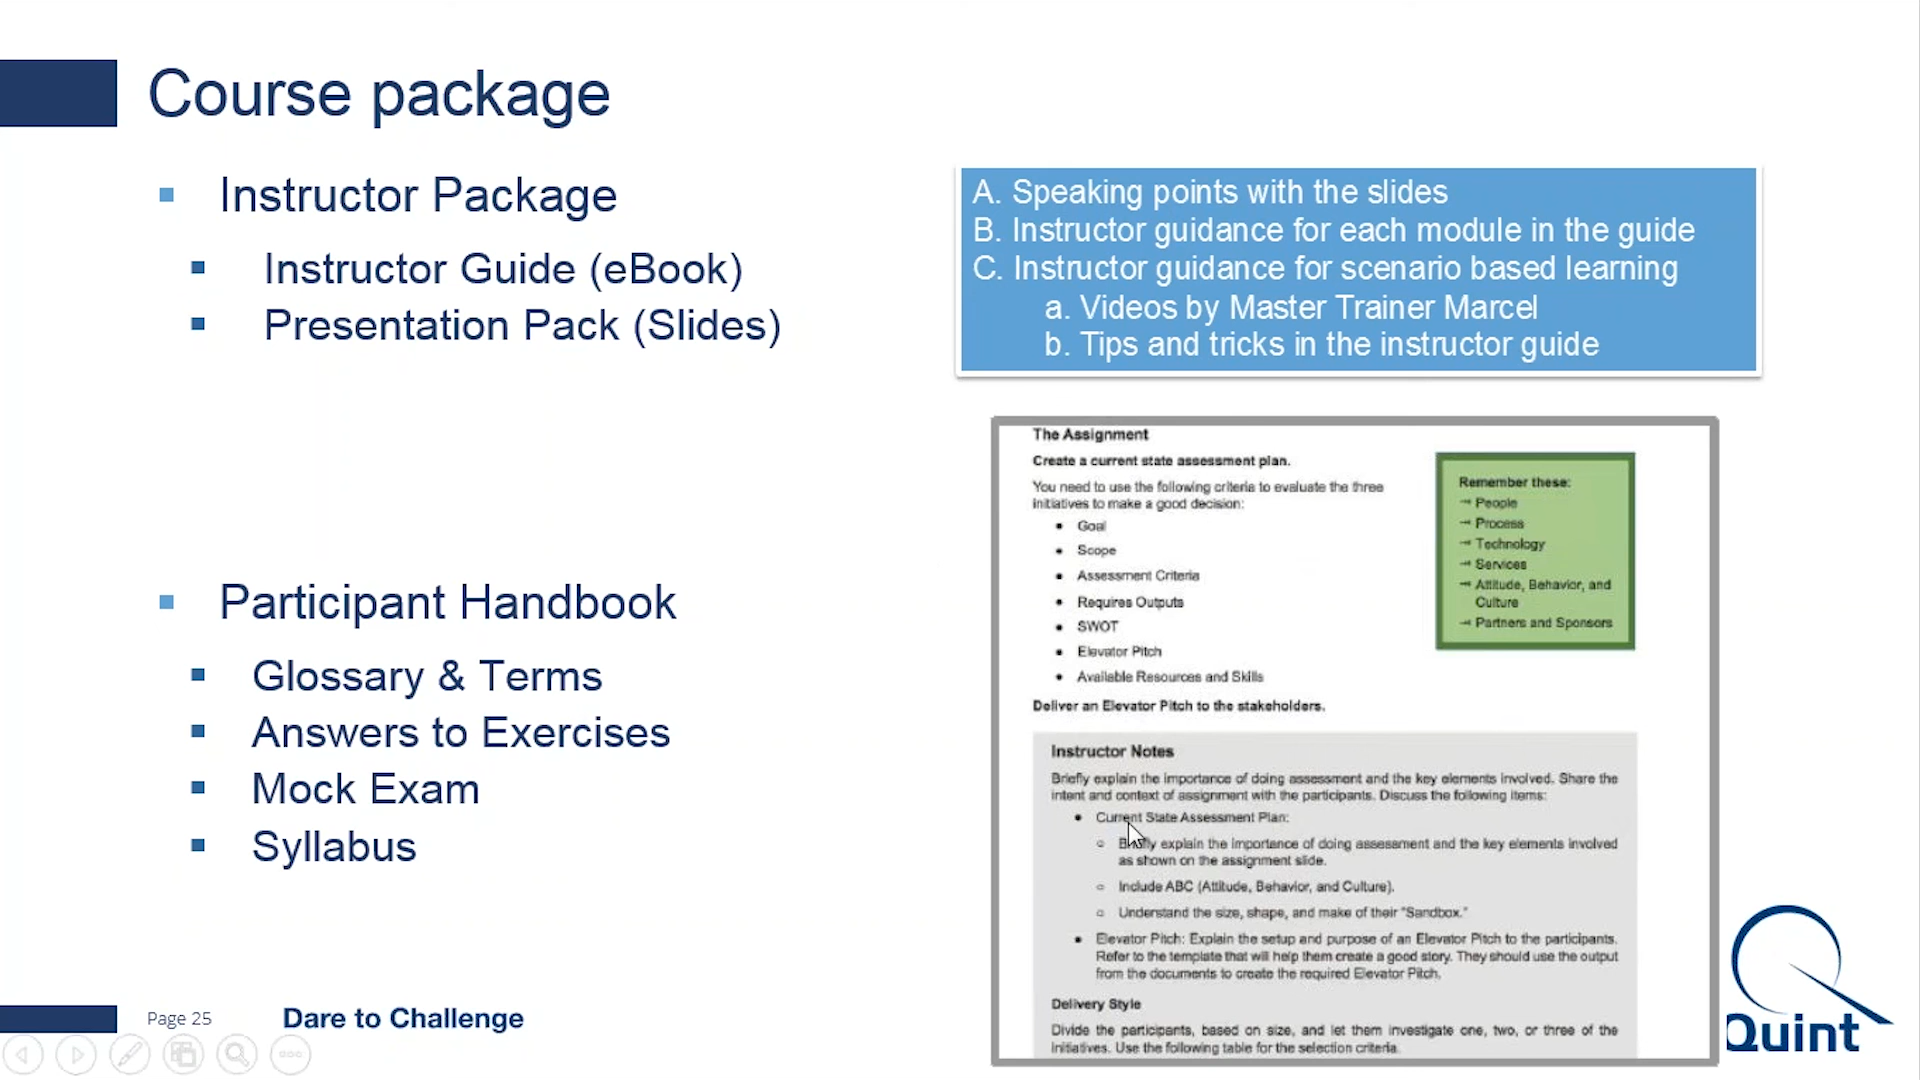 Course package
Instructor Package
Instructor Guide (eBook)
Presentation Pack (Slides)
A. Speaking points with the slides
B. Instructor guidance for each module in the guide
C. Instructor guidance for scenario based learning
a. Videos by Master Trainer Marcel
b. Tips and tricks in the instructor guide
Participant Handbook
Glossary & Terms
Answers to Exercises
Mock Exam
Syllabus
The Assignment
Create a current state assessment plan.
You need to use the following criteria to evaluate the three
initiatives to make a good decision:
Goal
Scope
Assessment Criteria
Requires Outputs
SWOT
Elevator Pitch
Available Resources and Skills
Deliver an Elevator Pitch to the stakeholders.
Remember these:
→ People
→ Process
→ Technology
→ Services
→ Attitude, Behavior, and
Culture
→ Partners and Sponsors
Instructor Notes
Briefly explain the importance of doing assessment and the key elements involved. Share the
intent and context of assignment with the participants. Discuss the following items:
Current State Assessment Plan:
Briefly explain the importance of doing assessment and the key elements involved
as shown on the assignment slide.
Include ABC (Attitude, Behavior, and Culture).
Understand the size, shape, and make of their "Sandbox."
Elevator Pitch: Explain the setup and purpose of an Elevator Pitch to the participants.
Refer to the template that will help them create a good story. They should use the output
from the documents to create the required Elevator Pitch.
Delivery Style
Divide the participants, based on size, and let them investigate one, two, or three of the
initiatives. Use the following table for the selection criteria.
Page 25
Dare to Challenge
Quint